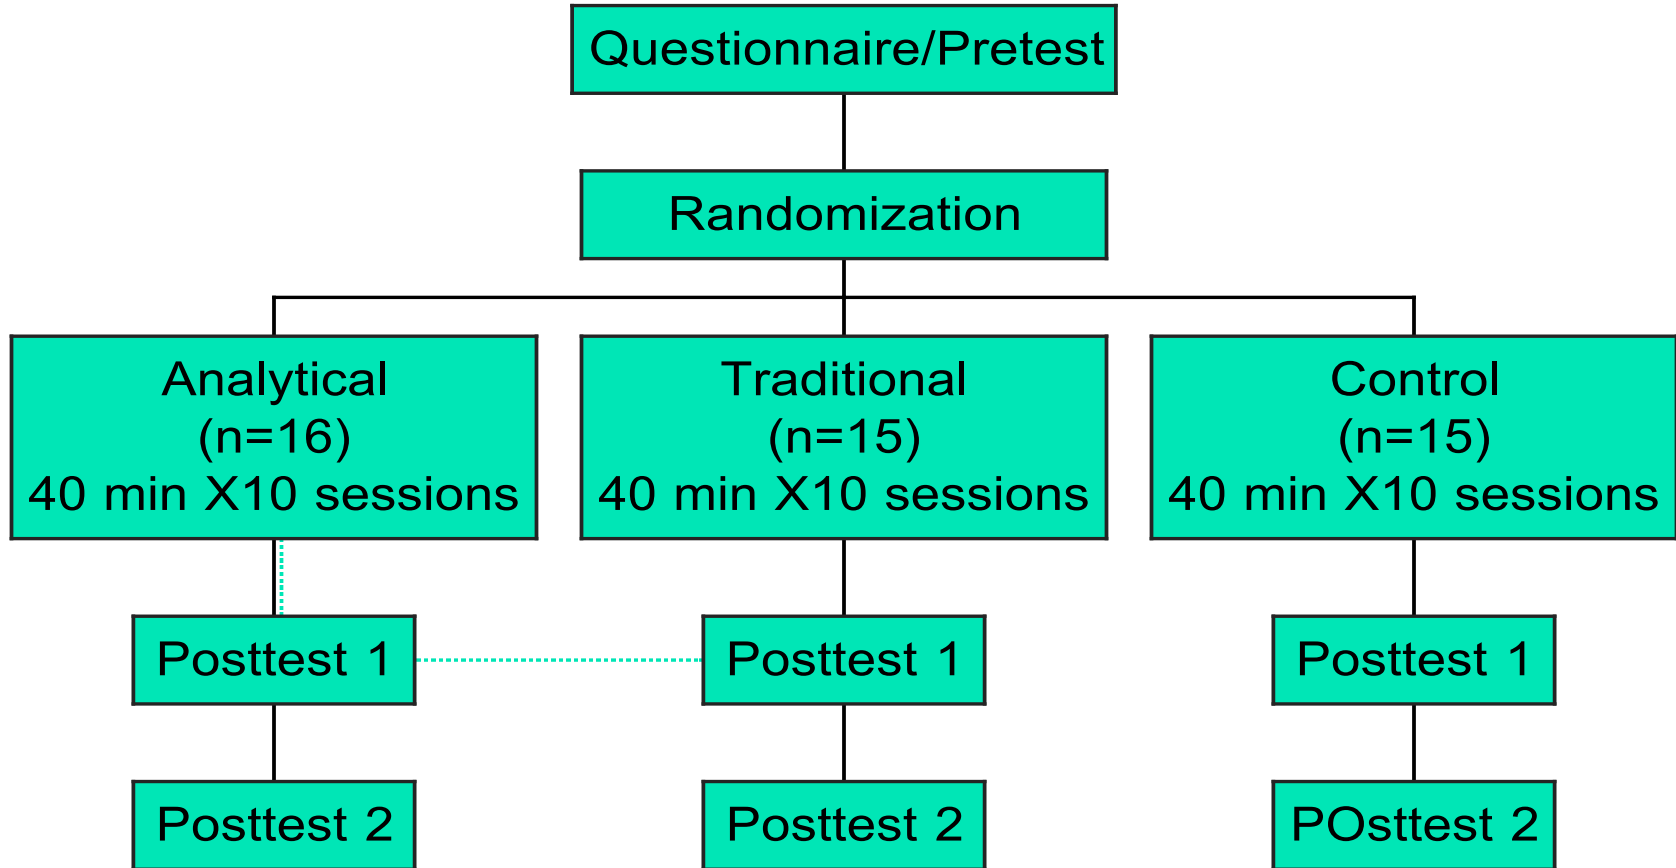 Questionnaire/Pretest
Randomization
Analytical
(n=16)
40 min X10 sessions
Traditional
(n=15)
40 min X10 sessions
Control
(n=15)
40 min X10 sessions
Posttest 1
Posttest 1
Posttest 1
Posttest 2
Posttest 2
POsttest 2